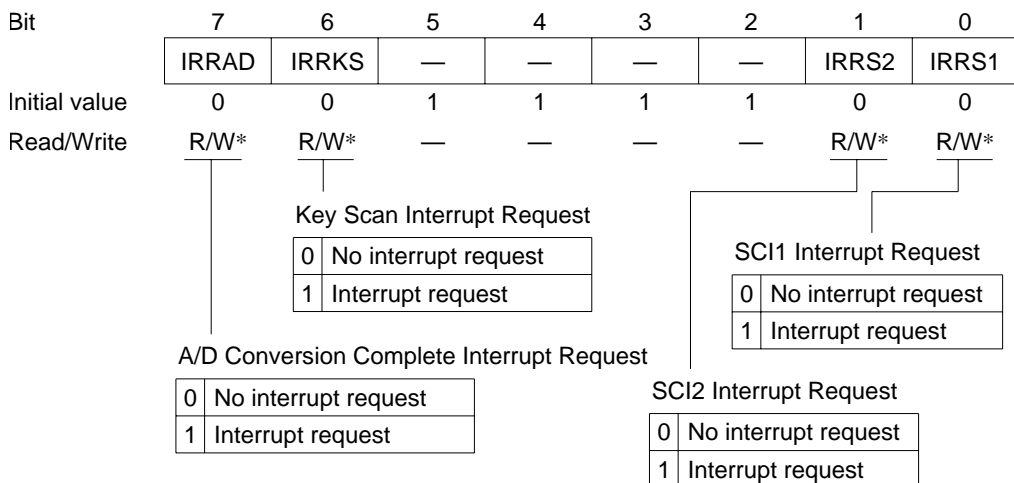 Bit 7 6 5 4 3 2 1 0
IRRAD IRRKS — — — — IRRS2 IRRS1
Initial value 0 0 1 1 1 1 0 0
Read/Write R/W* R/W* — — — — R/W* R/W*
Key Scan Interrupt Request
0 No interrupt request
1 Interrupt request
SCI1 Interrupt Request
0 No interrupt request
1 Interrupt request
A/D Conversion Complete Interrupt Request
0 No interrupt request
1 Interrupt request
SCI2 Interrupt Request
0 No interrupt request
1 Interrupt request